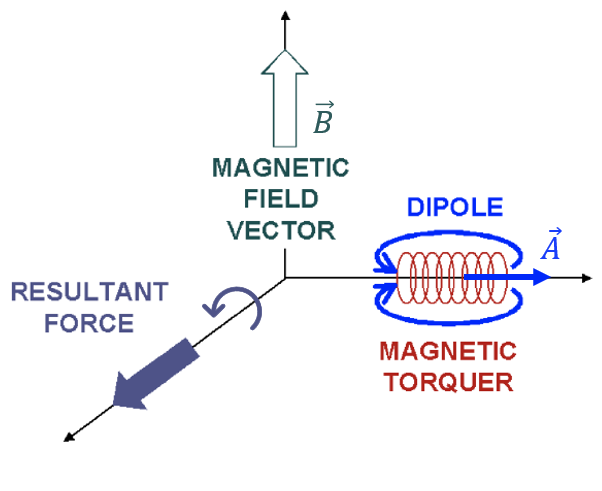 B⃗
MAGNETIC
FIELD
VECTOR
DIPOLE
A⃗
RESULTANT
FORCE
MAGNETIC
TORQUER